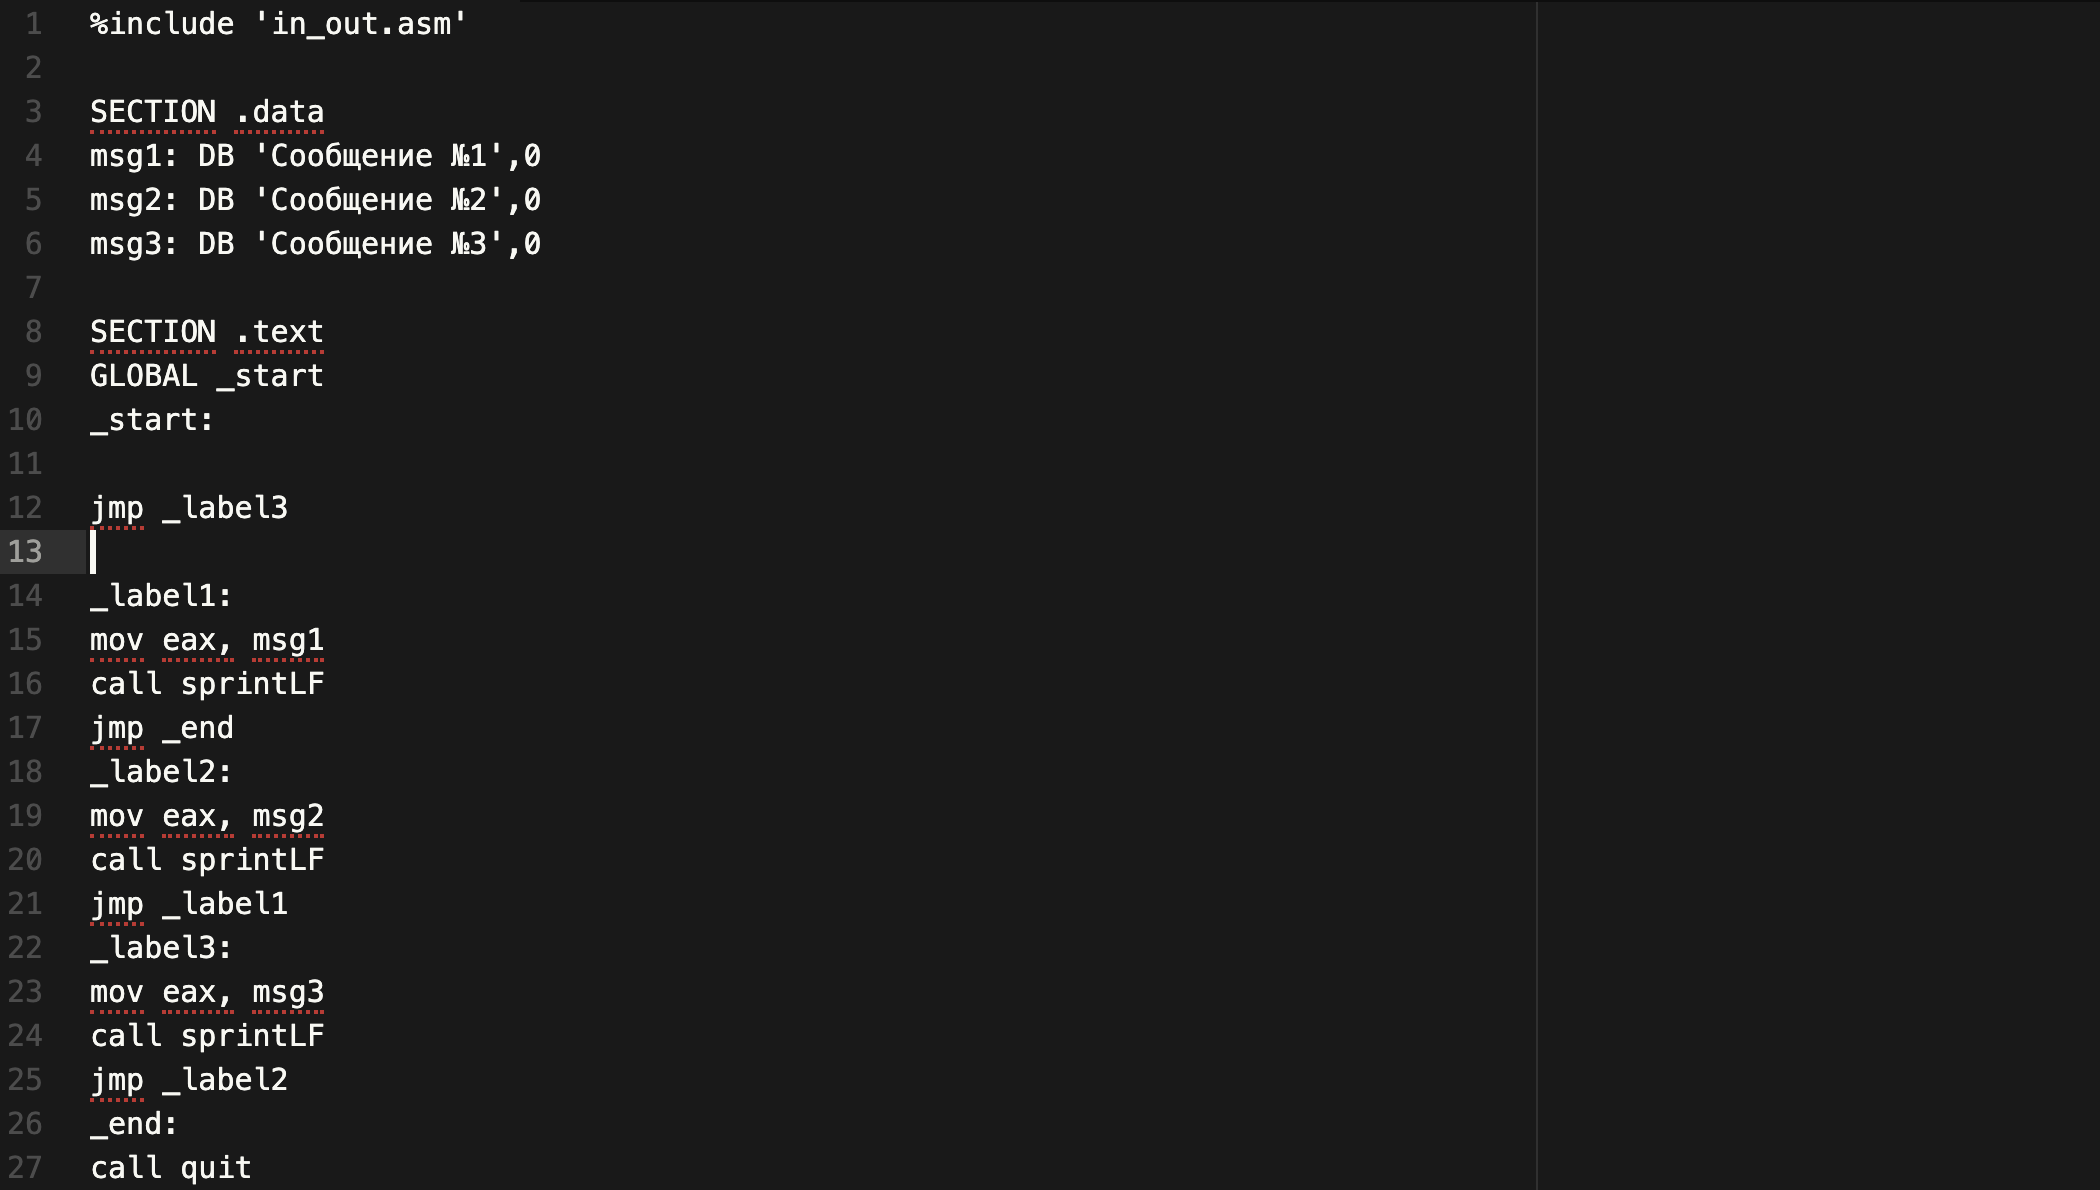 1 %include 'in_out.asm'
2
3 SECTION .data
4 msg1: DB 'Сообщение №1',0
5 msg2: DB 'Сообщение №2',0
6 msg3: DB 'Сообщение №3',0
7
8 SECTION .text
9 GLOBAL _start
10 _start:
11
12 jmp _label3
13
14 _label1:
15 mov eax, msg1
16 call sprintLF
17 jmp _end
18 _label2:
19 mov eax, msg2
20 call sprintLF
21 jmp _label1
22 _label3:
23 mov eax, msg3
24 call sprintLF
25 jmp _label2
26 _end:
27 call quit